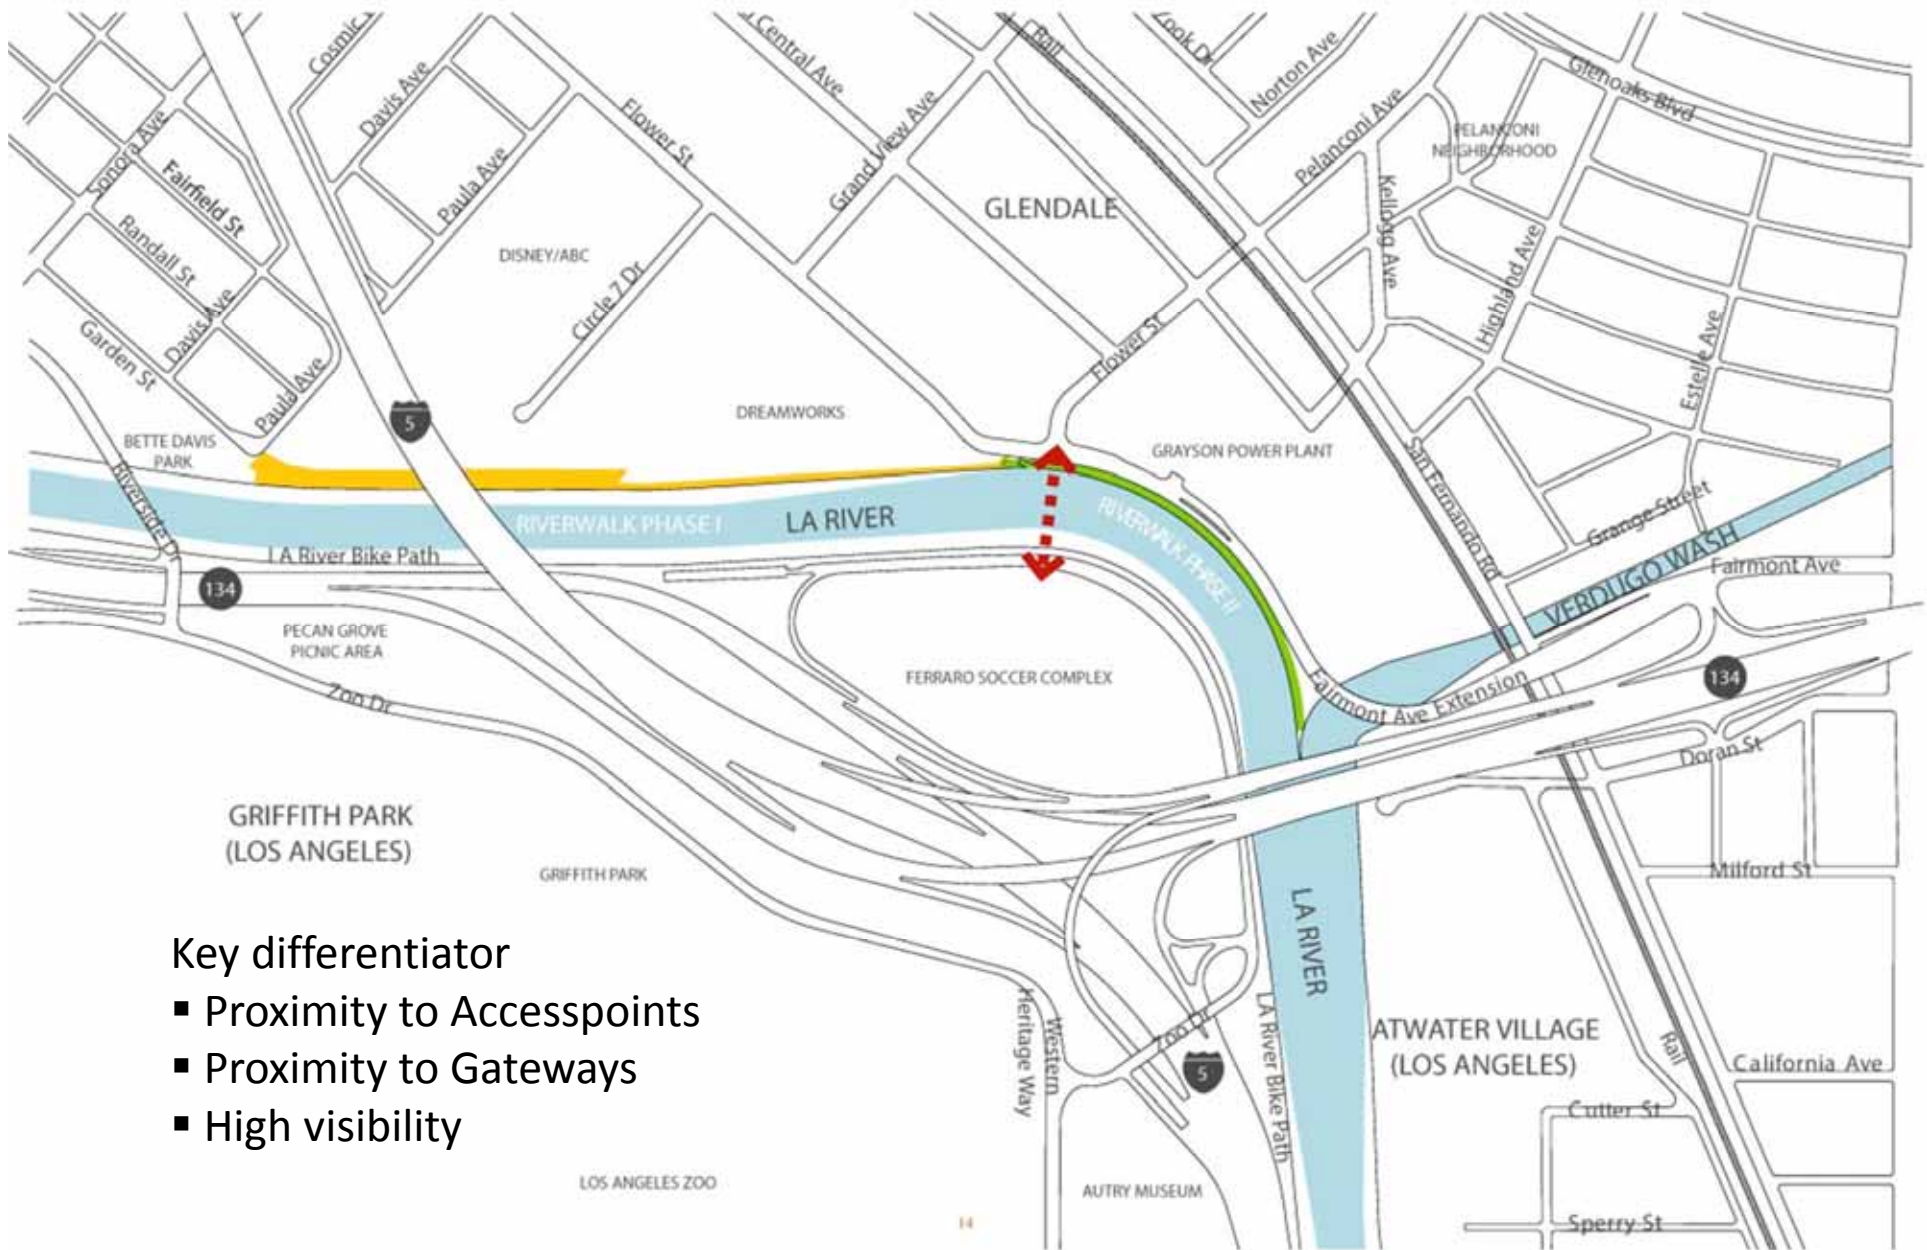 Cosmic
Central Ave
Rail
Zook Dr
Norton Ave
Glenoaks Blvd
Davis Ave
Flower St
Grand View Ave
Pelanconi Ave
PELANCONI
NEIGHBORHOOD
Sonora Ave
Fairfield St
Paula Ave
GLENDALE
Kellogg Ave
Randall St
DISNEY/ABC
Circle 7 Dr
Highland Ave
Davis Ave
Garden St
Flower St
Estelle Ave
Paula Ave
5
DREAMWORKS
BETTE DAVIS
PARK
GRAYSON POWER PLANT
San Fernando Rd
Riverside Dr
RIVERWALK PHASE I
LA RIVER
RIVERWALK PHASE II
Grange Street
VERDUGO WASH
LA River Bike Path
Fairmont Ave
134
PECAN GROVE
PICNIC AREA
FERRARO SOCCER COMPLEX
Fairmont Ave Extension
134
Zoo Dr
Doran St
GRIFFITH PARK
(LOS ANGELES)
GRIFFITH PARK
Milford St
LA RIVER
Key differentiator
▪ Proximity to Accesspoints
▪ Proximity to Gateways
▪ High visibility
Heritage Way
Western
Zoo Dr
5
LA River Bike Path
ATWATER VILLAGE
(LOS ANGELES)
Rail
California Ave
Cutter St
LOS ANGELES ZOO
AUTRY MUSEUM
14
Sperry St